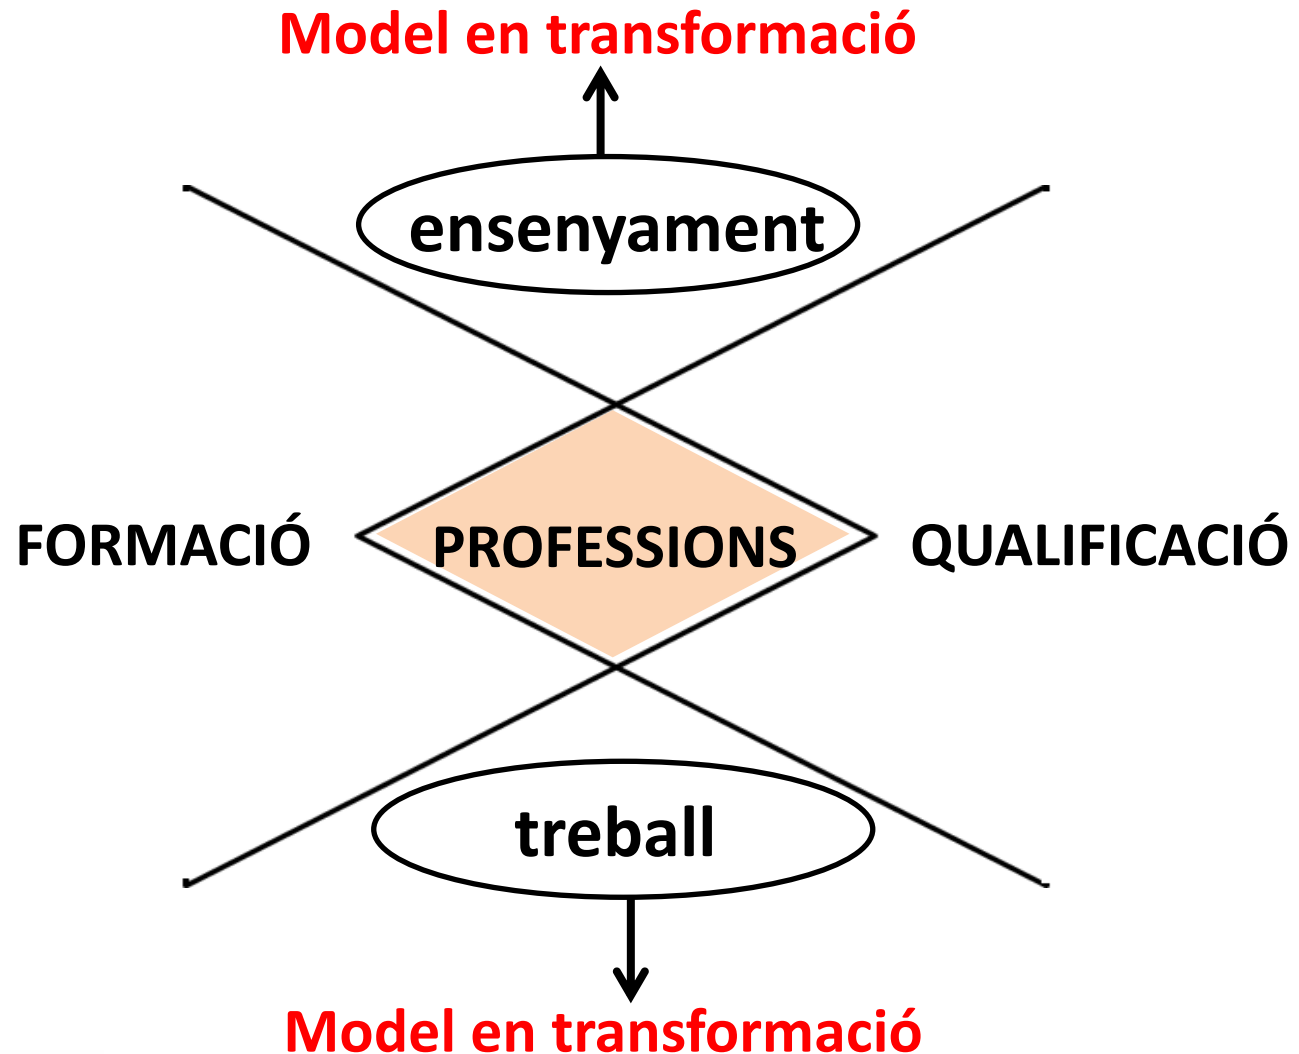 Model en transformació
ensenyament
FORMACIÓ
PROFESSIONS
QUALIFICACIÓ
treball
Model en transformació